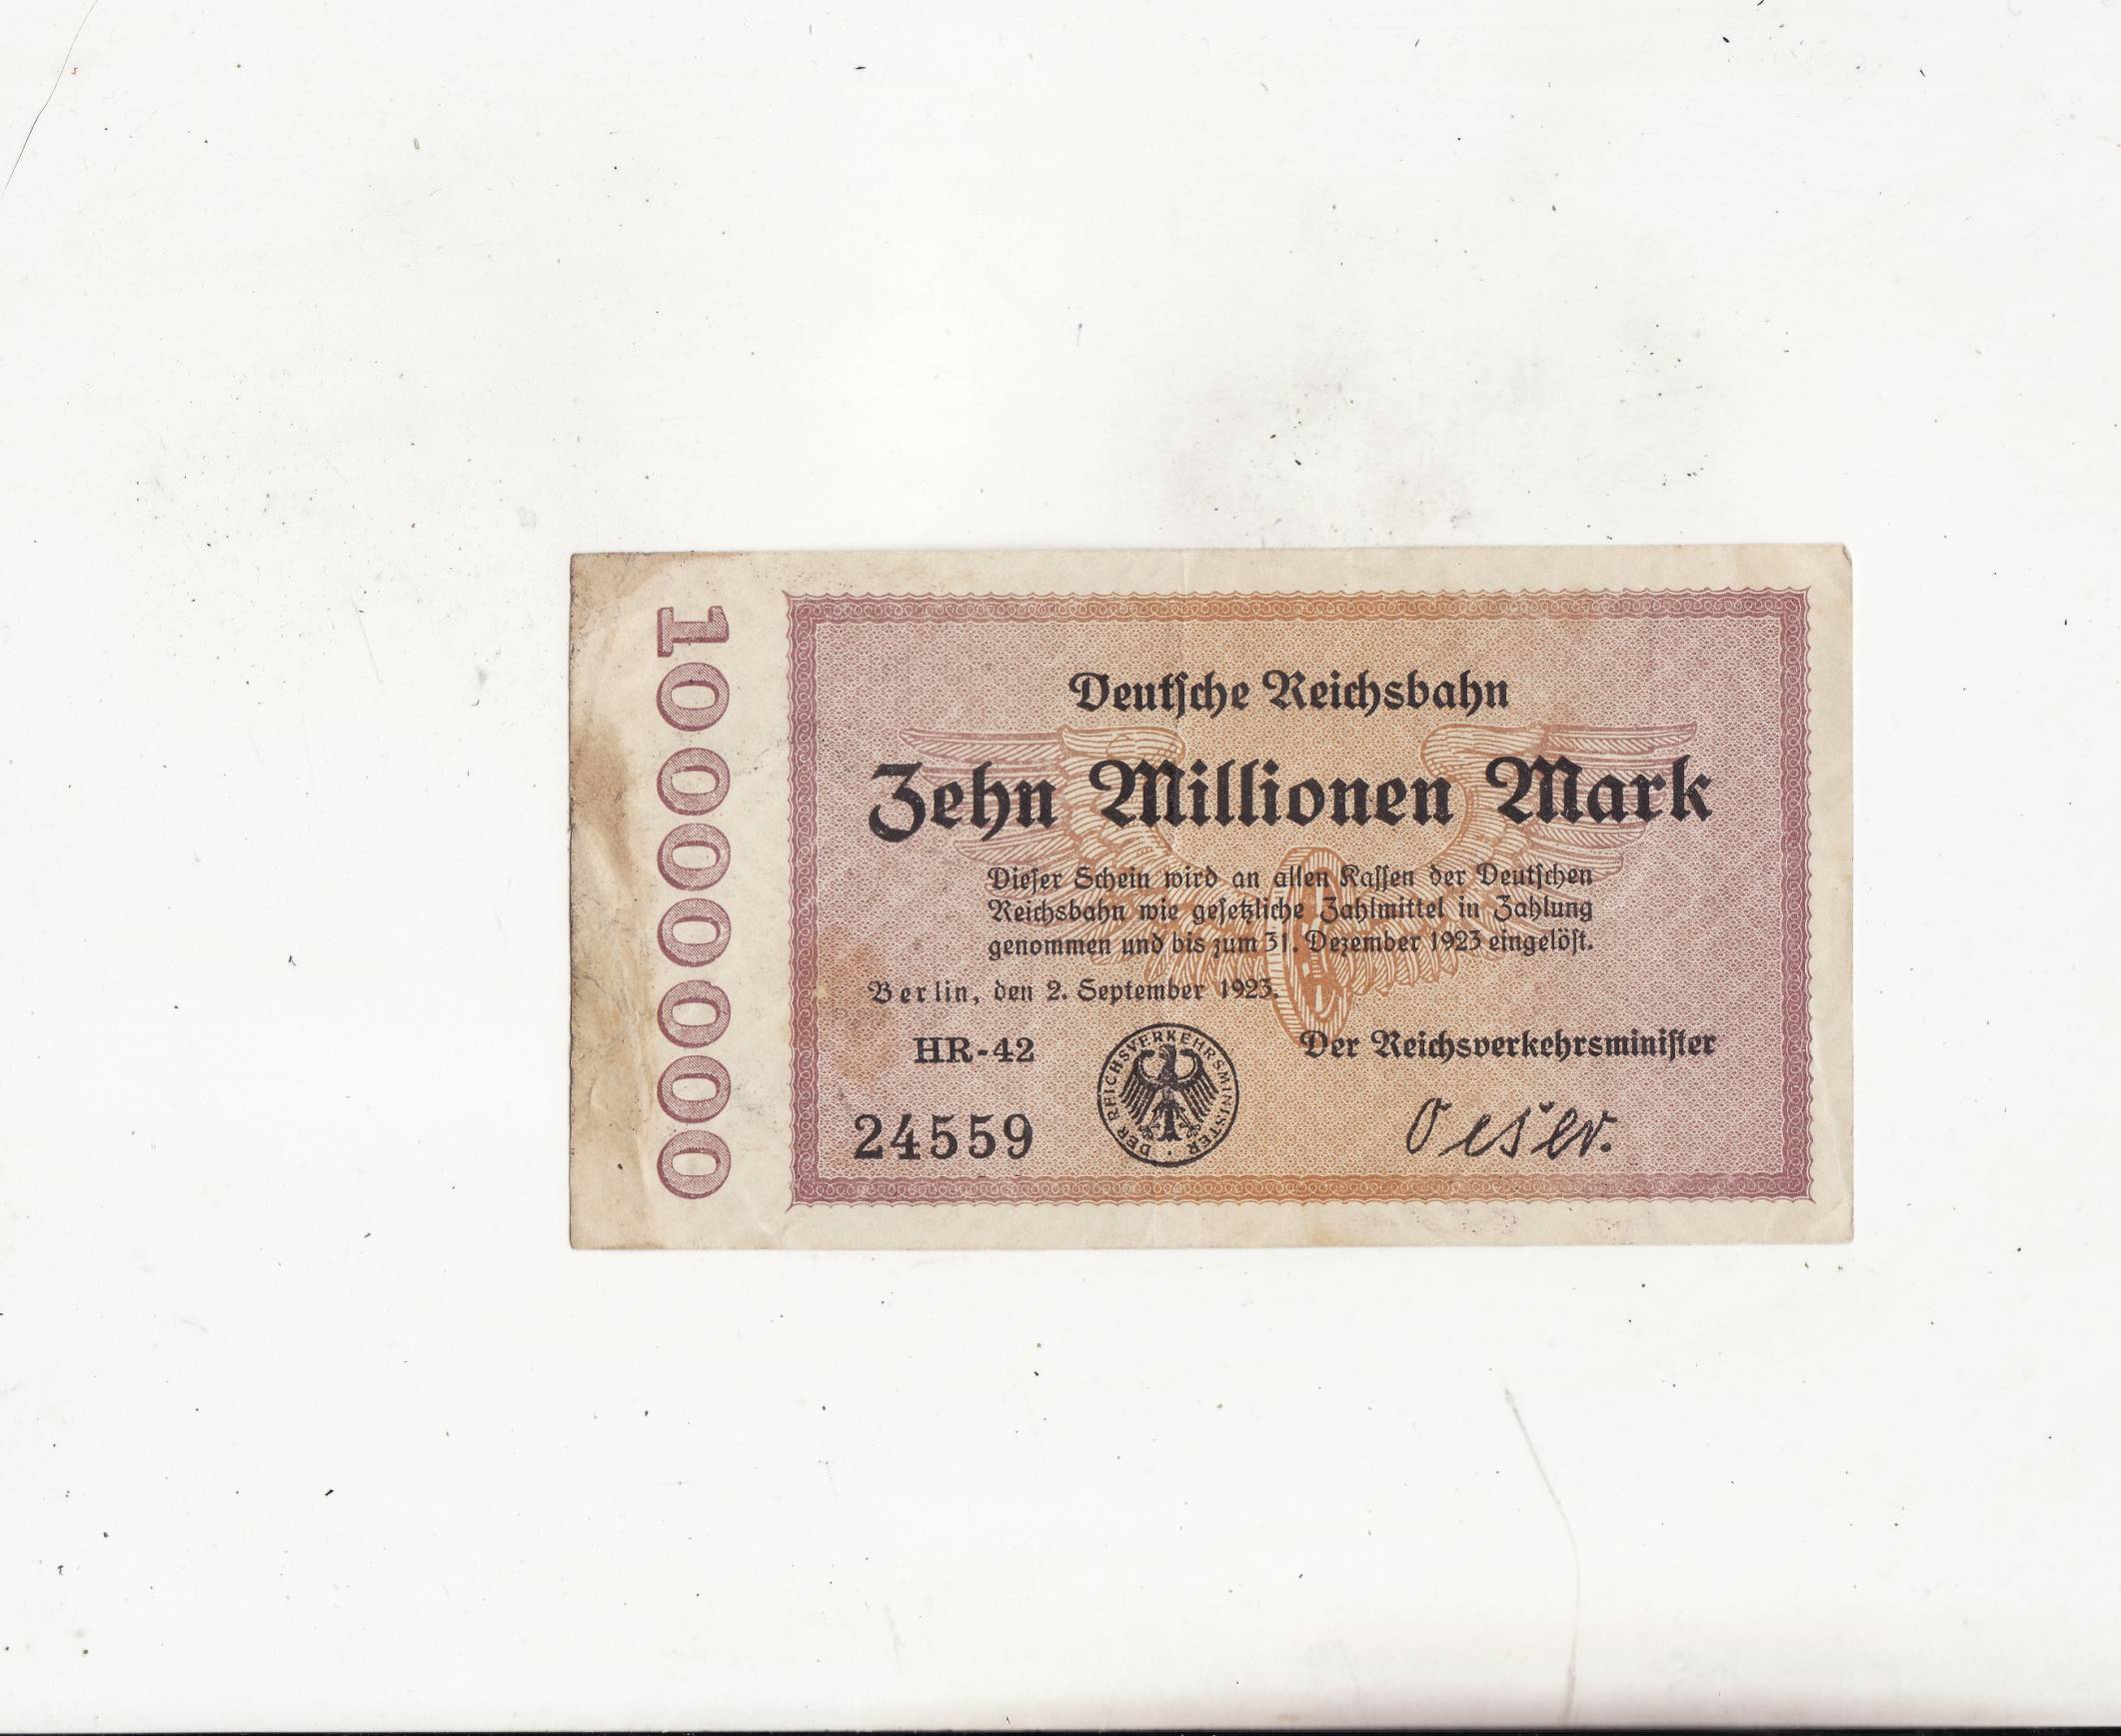 10000000
Deutsche Reichsbahn
Zehn Millionen Mark
Dieser Schein wird an allen Kassen der Deutschen
Reichsbahn wie gesetzliche Zahlmittel in Zahlung
genommen und bis zum 31. Dezember 1923 eingelöst.
Berlin, den 2. September 1923.
HR-42
Der Reichsverkehrsminister
24559
DER REICHSVERKEHRSMINISTER
Oeser.